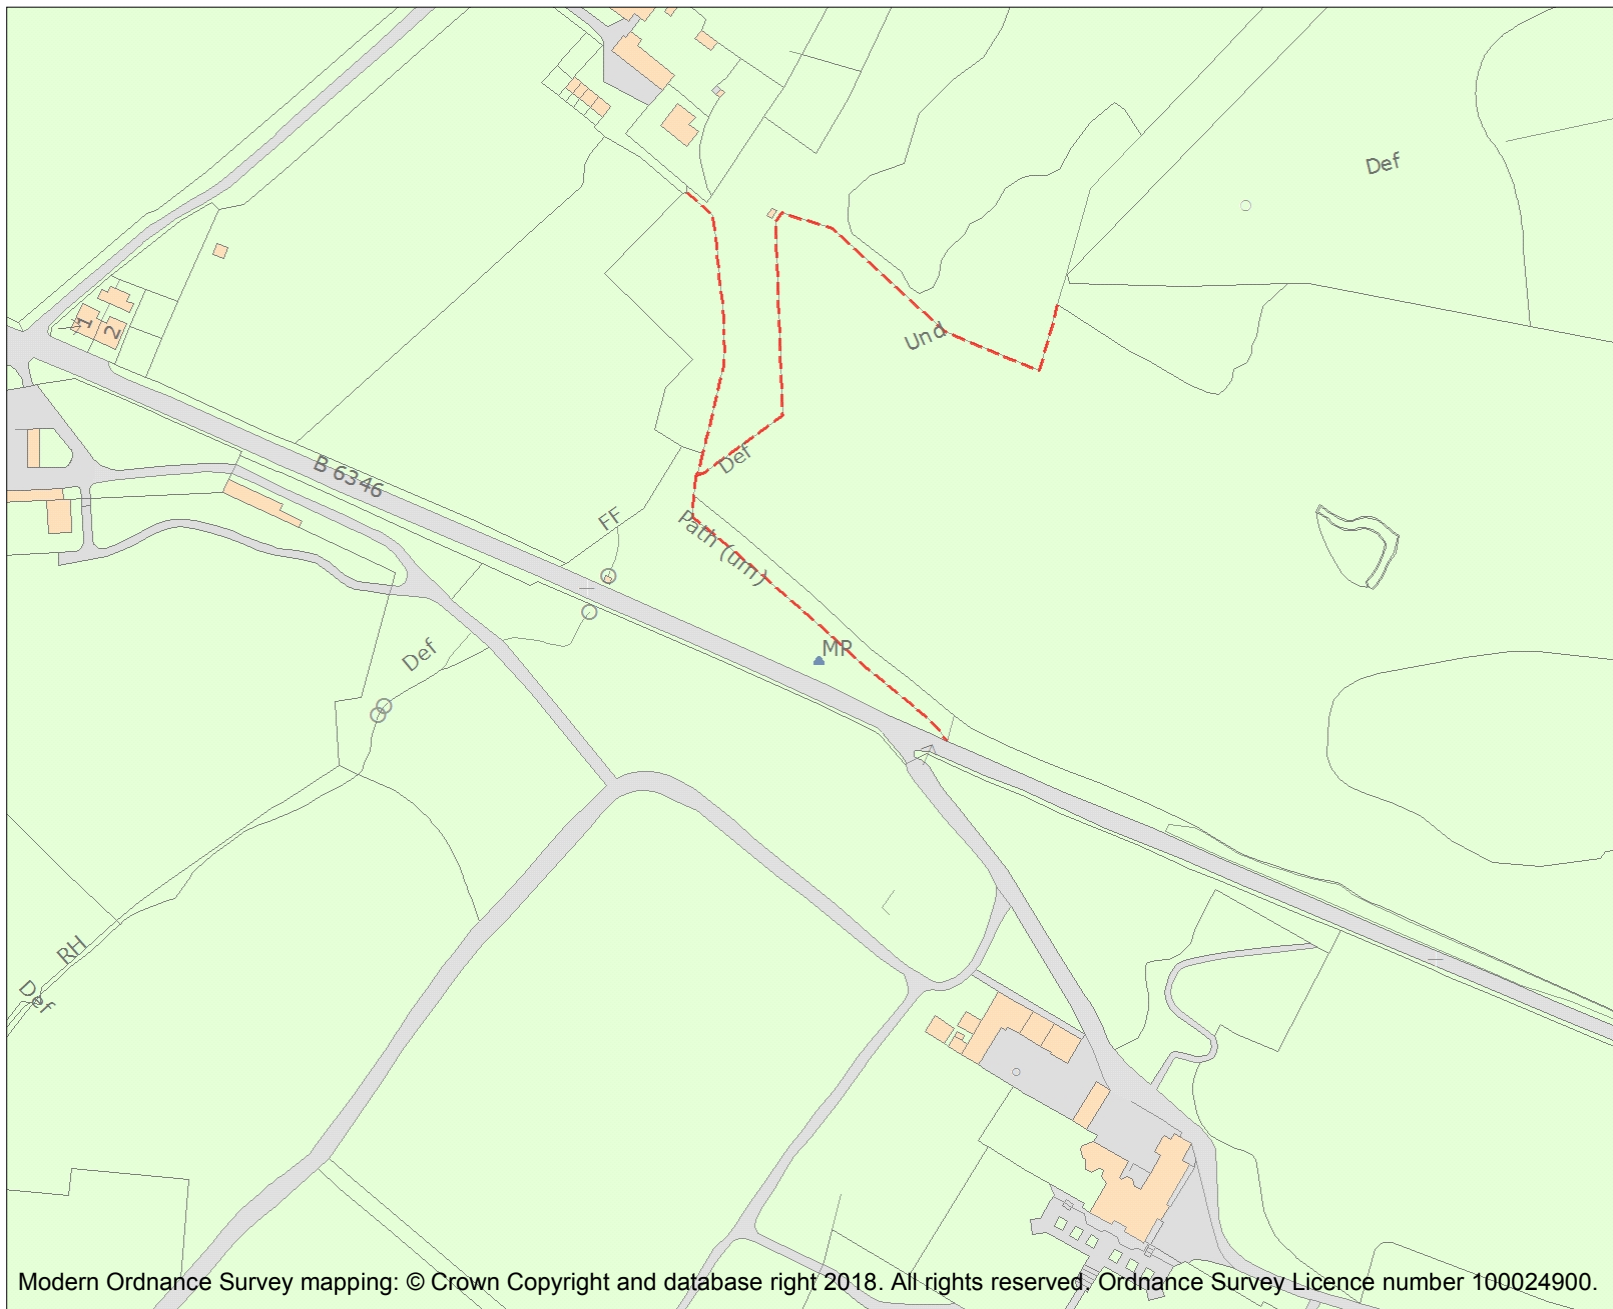 Def
1
2
Und
Def
B 6346
FF
Path (um)
MP
Def
RH
Def
Modern Ordnance Survey mapping: © Crown Copyright and database right 2018. All rights reserved. Ordnance Survey Licence number 100024900.